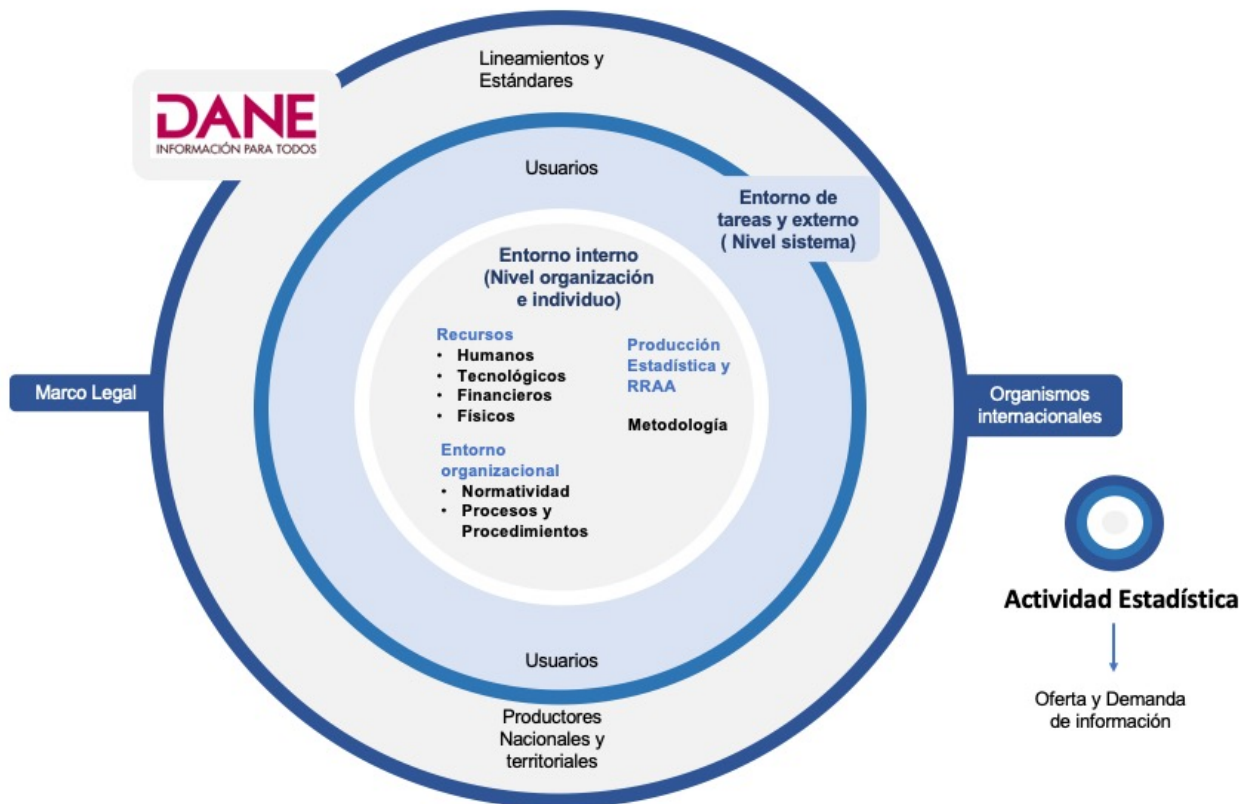 Lineamientos y
Estándares
DANE
INFORMACIÓN PARA TODOS
Usuarios
Entorno de
tareas y externo
( Nivel sistema)
Entorno interno
(Nivel organización
e individuo)
Recursos
• Humanos
• Tecnológicos
• Financieros
• Físicos
Producción
Estadística y
RRAA
Metodología
Marco Legal
Organismos
internacionales
Entorno
organizacional
• Normatividad
• Procesos y
Procedimientos
Actividad Estadística
Usuarios
Oferta y Demanda
de información
Productores
Nacionales y
territoriales